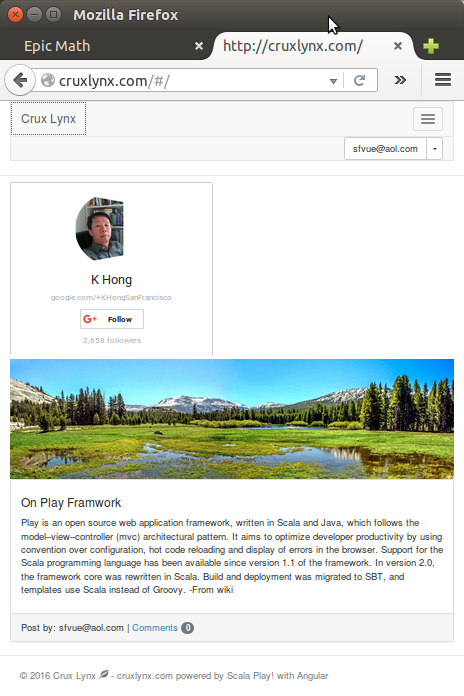 Mozilla Firefox
Epic Math
http://cruxlynx.com/
cruxlynx.com/#/
Crux Lynx
sfvue@aol.com
K Hong
google.com/+KHongSanFrancisco
G+ Follow
2,658 followers
On Play Framwork
Play is an open source web application framework, written in Scala and Java, which follows the
model–view–controller (mvc) architectural pattern. It aims to optimize developer productivity by using
convention over configuration, hot code reloading and display of errors in the browser. Support for the
Scala programming language has been available since version 1.1 of the framework. In version 2.0,
the framework core was rewritten in Scala. Build and deployment was migrated to SBT, and
templates use Scala instead of Groovy. -From wiki
Post by: sfvue@aol.com | Comments 0
© 2016 Crux Lynx - cruxlynx.com powered by Scala Play! with Angular